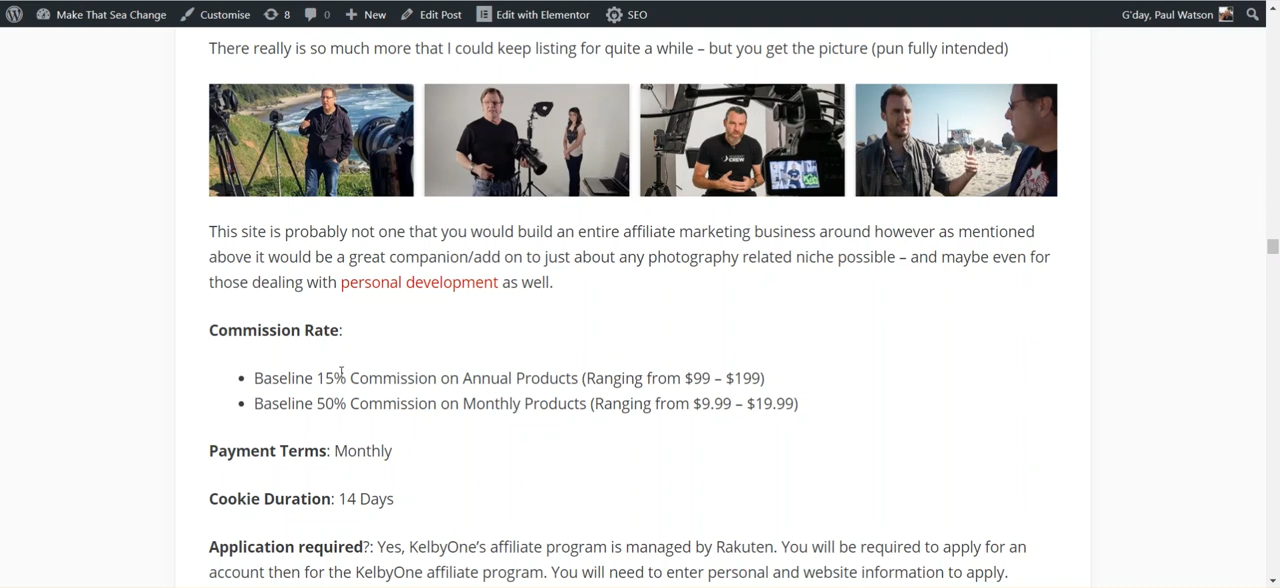 Make That Sea Change Customise 8 0 New Edit Post Edit with Elementor SEO G'day, Paul Watson
There really is so much more that I could keep listing for quite a while – but you get the picture (pun fully intended)
CREW
This site is probably not one that you would build an entire affiliate marketing business around however as mentioned
above it would be a great companion/add on to just about any photography related niche possible – and maybe even for
those dealing with personal development as well.
Commission Rate:
• Baseline 15% Commission on Annual Products (Ranging from $99 – $199)
• Baseline 50% Commission on Monthly Products (Ranging from $9.99 – $19.99)
Payment Terms: Monthly
Cookie Duration: 14 Days
Application required?: Yes, KelbyOne's affiliate program is managed by Rakuten. You will be required to apply for an
account then for the KelbyOne affiliate program. You will need to enter personal and website information to apply.